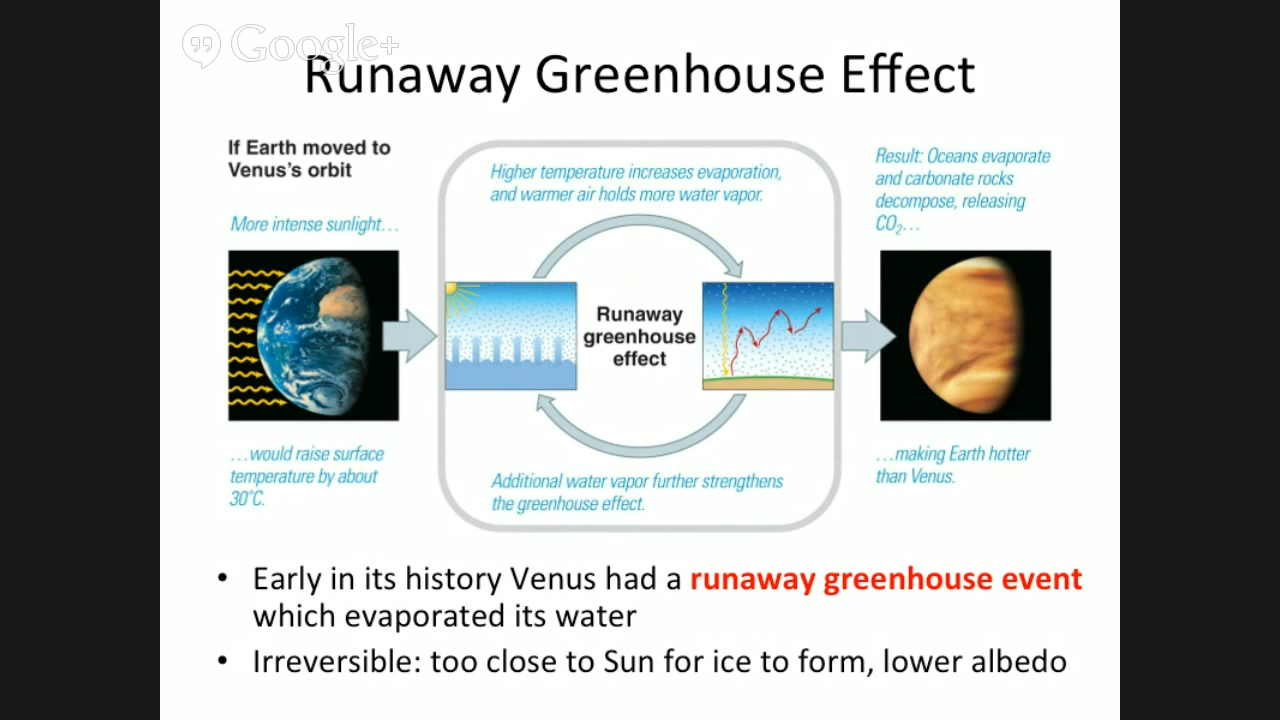 Google+
Runaway Greenhouse Effect
If Earth moved to
Venus's orbit
More intense sunlight…
…would raise surface
temperature by about
30°C.
Higher temperature increases evaporation,
and warmer air holds more water vapor.
Runaway
greenhouse
effect
Additional water vapor further strengthens
the greenhouse effect.
Result: Oceans evaporate
and carbonate rocks
decompose, releasing
CO₂…
…making Earth hotter
than Venus.
• Early in its history Venus had a runaway greenhouse event
which evaporated its water
• Irreversible: too close to Sun for ice to form, lower albedo